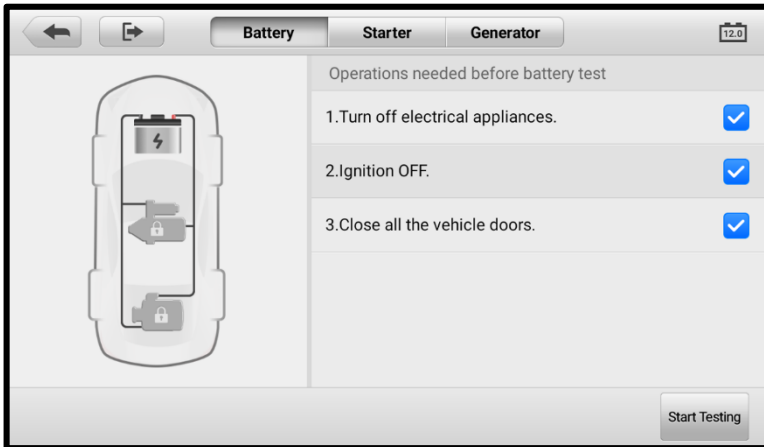 Battery
Starter
Generator
12.0
Operations needed before battery test
1.Turn off electrical appliances.
2.Ignition OFF.
3.Close all the vehicle doors.
Start Testing